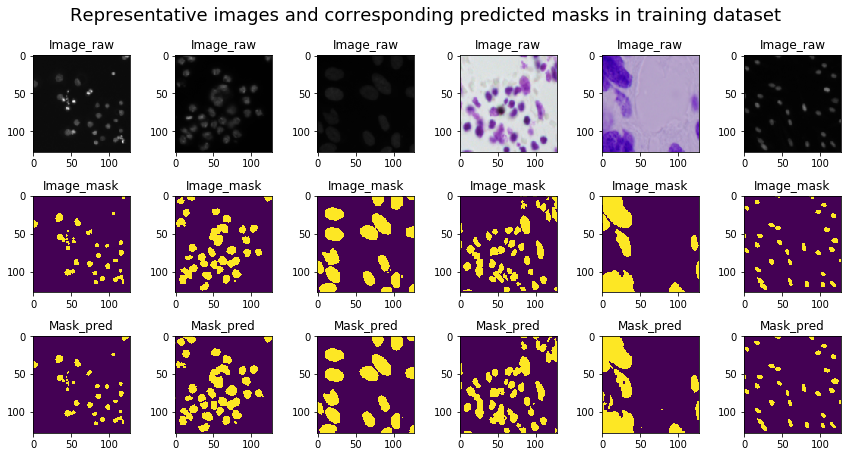 Representative images and corresponding predicted masks in training dataset
Image_raw Image_raw Image_raw Image_raw Image_raw Image_raw
0 0 0 0 0 0
50 50 50 50 50 50
100 100 100 100 100 100
0 50 100 0 50 100 0 50 100 0 50 100 0 50 100 0 50 100
Image_mask Image_mask Image_mask Image_mask Image_mask Image_mask
0 0 0 0 0 0
50 50 50 50 50 50
100 100 100 100 100 100
0 50 100 0 50 100 0 50 100 0 50 100 0 50 100 0 50 100
Mask_pred Mask_pred Mask_pred Mask_pred Mask_pred Mask_pred
0 0 0 0 0 0
50 50 50 50 50 50
100 100 100 100 100 100
0 50 100 0 50 100 0 50 100 0 50 100 0 50 100 0 50 100